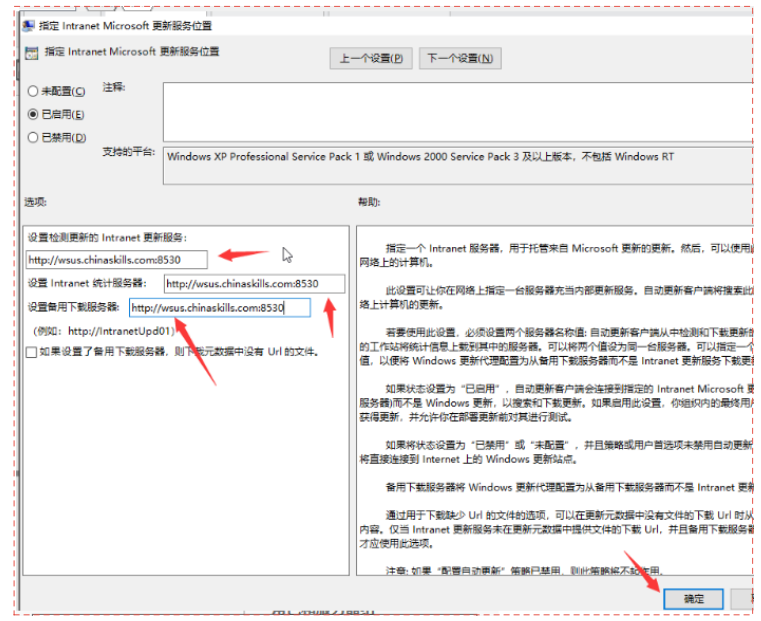 指定 Intranet Microsoft 更新服务位置
指定 Intranet Microsoft 更新服务位置
上一个设置(P) 下一个设置(N)
未配置(C) 注释:
已启用(E)
已禁用(D)
支持的平台: Windows XP Professional Service Pack 1 或 Windows 2000 Service Pack 3 及以上版本，不包括 Windows RT
选项: 帮助:
设置检测更新的 Intranet 更新服务:
http://wsus.chinaskills.com:8530
设置 Intranet 统计服务器: http://wsus.chinaskills.com:8530
设置备用下载服务器: http://wsus.chinaskills.com:8530
(例如: http://IntranetUpd01)
如果设置了备用下载服务器，则下载元数据中没有 Url 的文件。
指定一个 Intranet 服务器，用于托管来自 Microsoft 更新的更新。然后，可以使用
网络上的计算机。
此设置可让你在网络上指定一台服务器充当内部更新服务。自动更新客户端将搜索此
络上计算机的更新。
若要使用此设置，必须设置两个服务器名称值: 自动更新客户端从中检测和下载更新
的工作站将统计信息上载到其中的服务器。可以将两个值设为同一台服务器。可以指定一个
值，以便将 Windows 更新代理配置为从备用下载服务器而不是 Intranet 更新服务下载更
如果状态设置为“已启用”，自动更新客户端会连接到指定的 Intranet Microsoft 更
服务器)而不是 Windows 更新，以搜索和下载更新。如果启用此设置，你组织内的最终用
获得更新，并允许你在部署更新前对其进行测试。
如果将状态设置为“已禁用”或“未配置”，并且策略或用户首选项未禁用自动更新
将直接连接到 Internet 上的 Windows 更新站点。
备用下载服务器将 Windows 更新代理配置为从备用下载服务器而不是 Intranet 更新
通过用于下载缺少 Url 的文件的选项，可以在更新元数据中没有文件的下载 Url 时从
内容。仅当 Intranet 更新服务未在更新元数据中提供文件的下载 Url，并且备用下载服务器
才应使用此选项。
注意: 如果“配置自动更新”策略已禁用，则此策略将不起作用。
确定